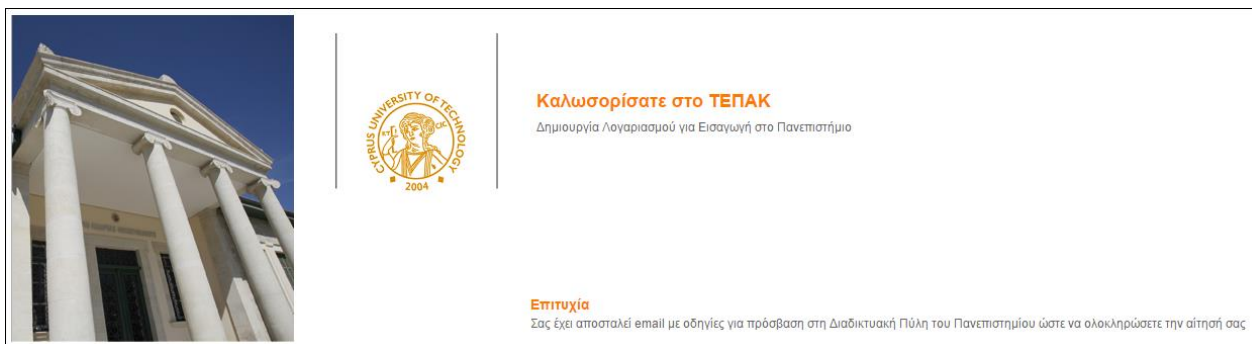 CYPRUS UNIVERSITY OF TECHNOLOGY
2004
Καλωσορίσατε στο ΤΕΠΑΚ
Δημιουργία Λογαριασμού για Εισαγωγή στο Πανεπιστήμιο
Επιτυχία
Σας έχει αποσταλεί email με οδηγίες για πρόσβαση στη Διαδικτυακή Πύλη του Πανεπιστημίου ώστε να ολοκληρώσετε την αίτησή σας